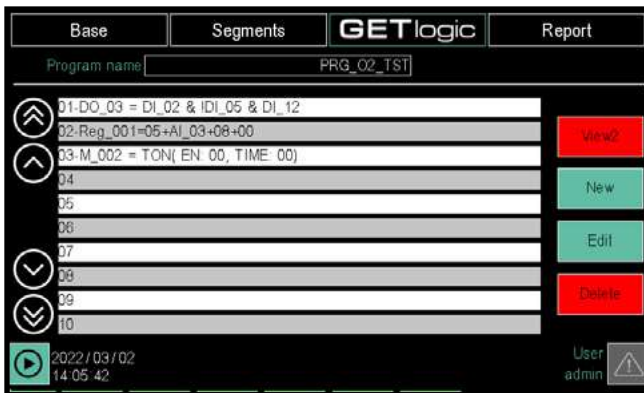 Base Segments GETlogic Report
Program name PRG_02_TST
01-DO_03 = DI_02 & !DI_05 & DI_12
02-Reg_001=05+AI_03+08+00
03-M_002 = TON( EN: 00, TIME: 00)
04
05
06
07
08
09
10
View2
New
Edit
Delete
2022/03/02
14:05:42
User
admin